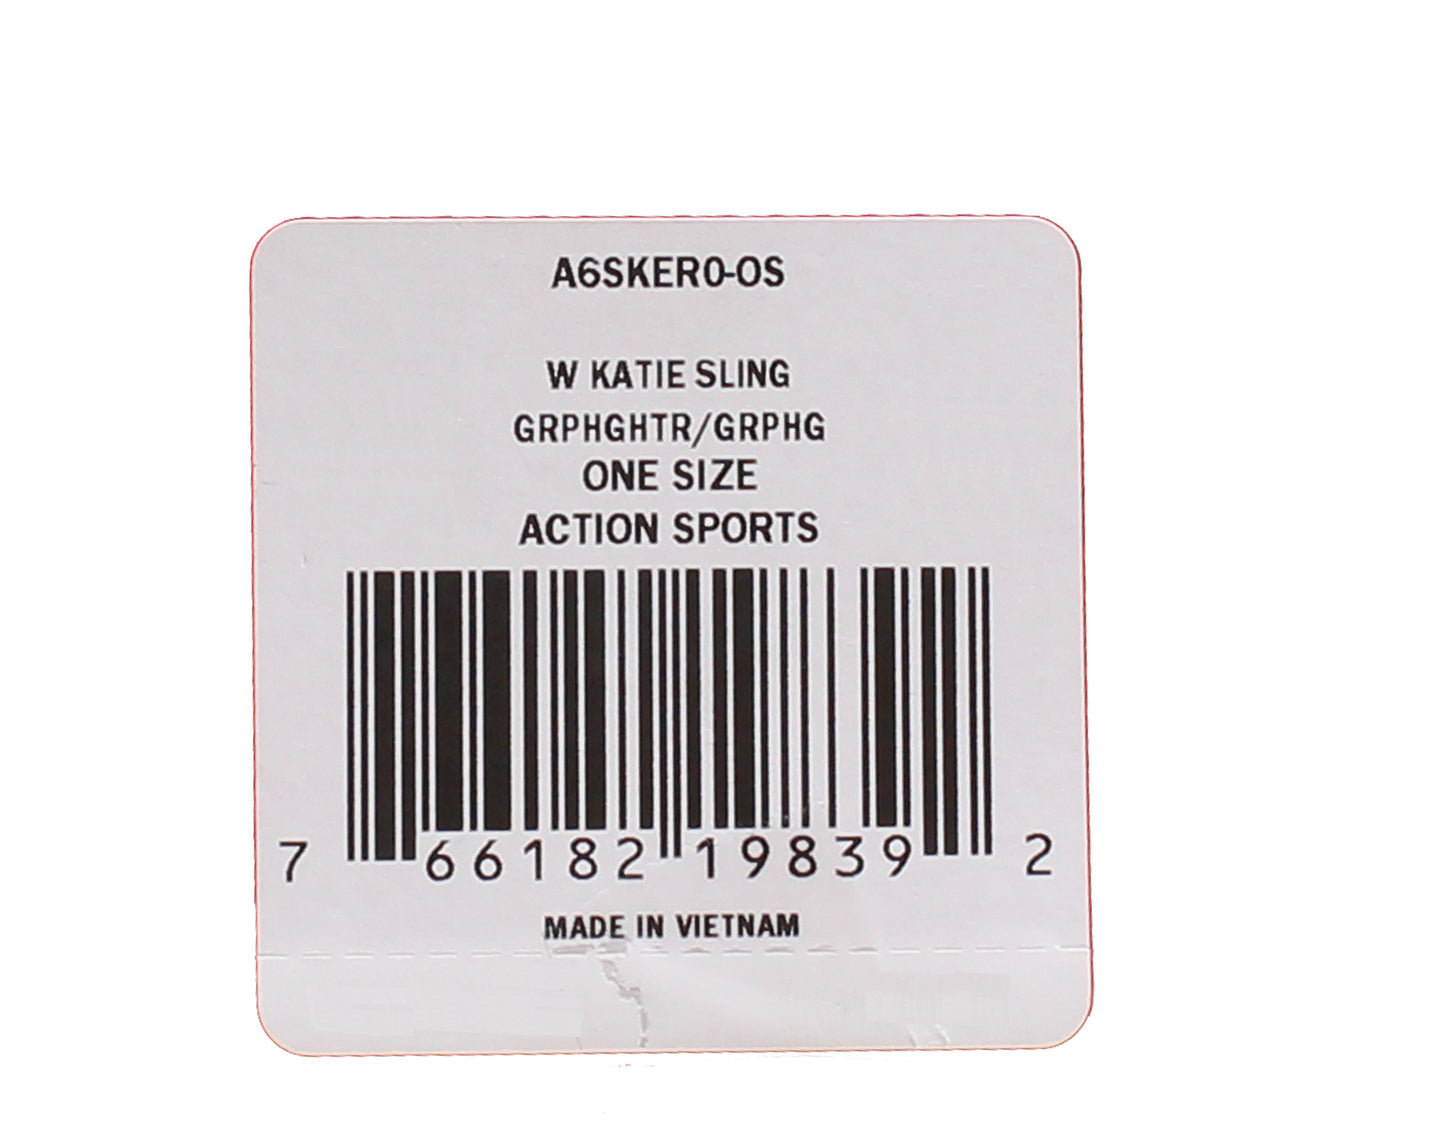 A6SKER0-OS
W KATIE SLING
GRPHGHTR/GRPHG
ONE SIZE
ACTION SPORTS
7 66182 19839 2
MADE IN VIETNAM